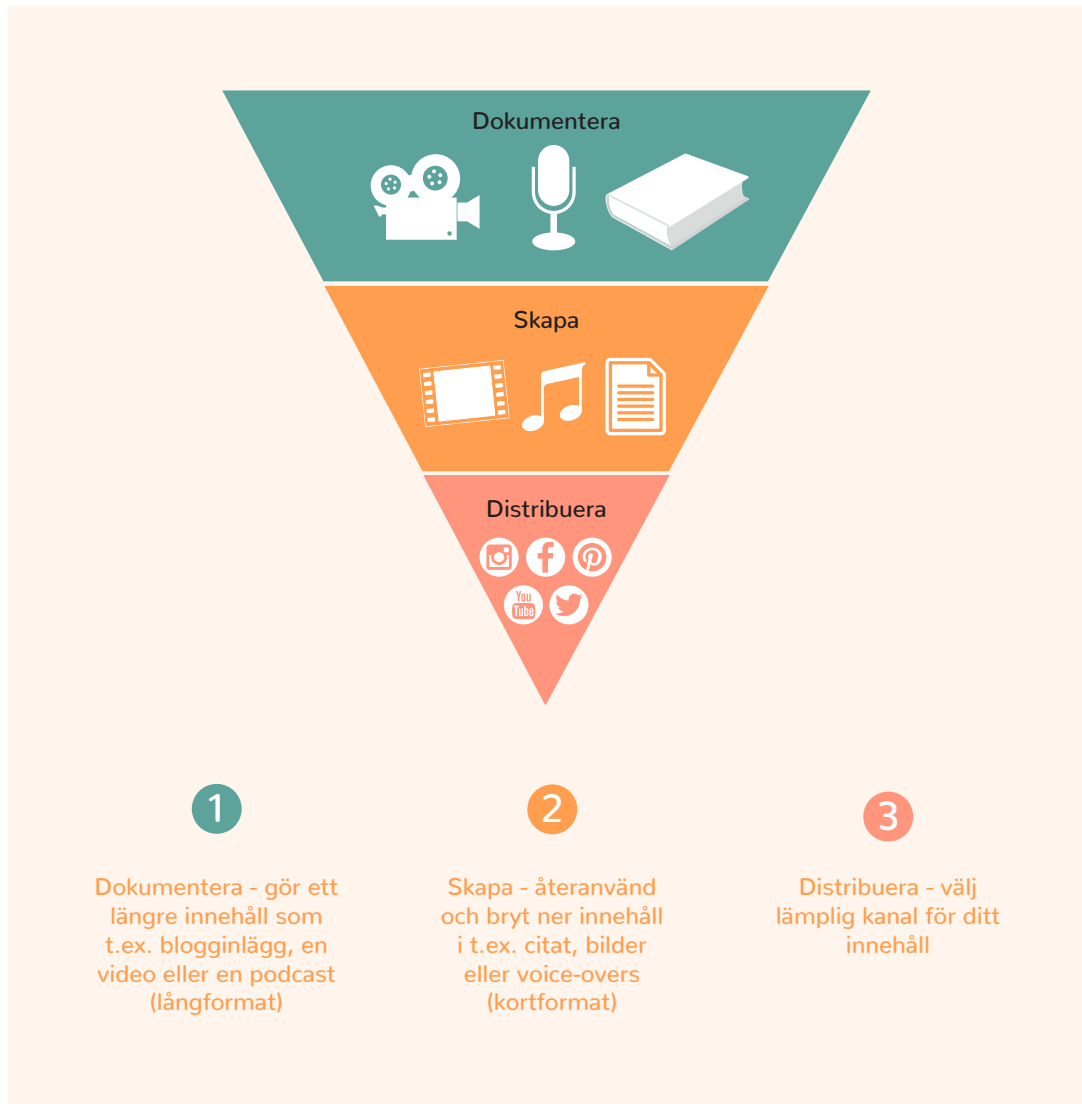 Dokumentera
Skapa
Distribuera
You
Tube
1
Dokumentera - gör ett
längre innehåll som
t.ex. blogginlägg, en
video eller en podcast
(långformat)
2
Skapa - återanvänd
och bryt ner innehåll
i t.ex. citat, bilder
eller voice-overs
(kortformat)
3
Distribuera - välj
lämplig kanal för ditt
innehåll